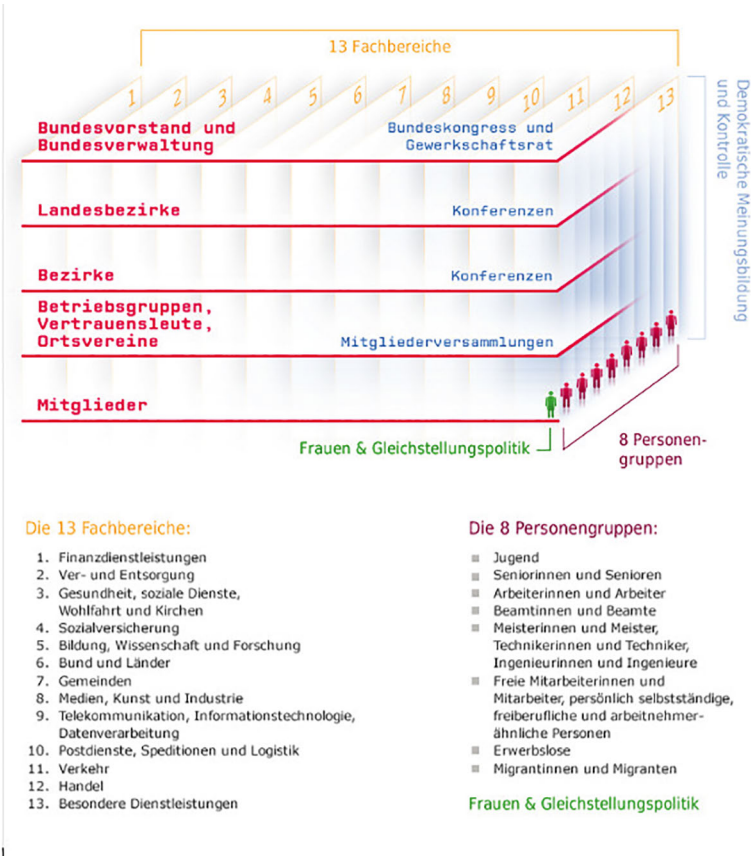 13 Fachbereiche
1 2 3 4 5 6 7 8 9 10 11 12 13
Demokratische Meinungsbildung
und Kontrolle
Bundesvorstand und
Bundesverwaltung
Bundeskongress und
Gewerkschaftsrat
Landesbezirke
Konferenzen
Bezirke
Konferenzen
Betriebsgruppen,
Vertrauensleute,
Ortsvereine
Mitgliederversammlungen
Mitglieder
Frauen & Gleichstellungspolitik
8 Personen-
gruppen
Die 13 Fachbereiche:
1. Finanzdienstleistungen
2. Ver- und Entsorgung
3. Gesundheit, soziale Dienste,
Wohlfahrt und Kirchen
4. Sozialversicherung
5. Bildung, Wissenschaft und Forschung
6. Bund und Länder
7. Gemeinden
8. Medien, Kunst und Industrie
9. Telekommunikation, Informationstechnologie,
Datenverarbeitung
10. Postdienste, Speditionen und Logistik
11. Verkehr
12. Handel
13. Besondere Dienstleistungen
Die 8 Personengruppen:
Jugend
Seniorinnen und Senioren
Arbeiterinnen und Arbeiter
Beamtinnen und Beamte
Meisterinnen und Meister,
Technikerinnen und Techniker,
Ingenieurinnen und Ingenieure
Freie Mitarbeiterinnen und
Mitarbeiter, persönlich selbstständige,
freiberufliche und arbeitnehmer-
ähnliche Personen
Erwerbslose
Migrantinnen und Migranten
Frauen & Gleichstellungspolitik